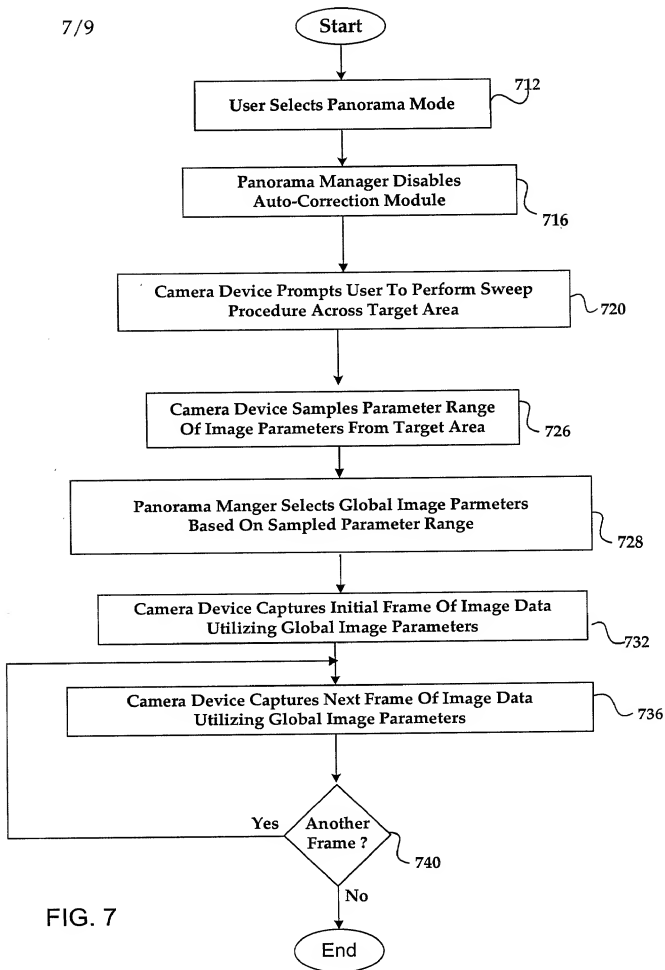 7/9
Start
712
User Selects Panorama Mode
Panorama Manager Disables
Auto-Correction Module
716
Camera Device Prompts User To Perform Sweep
Procedure Across Target Area
720
Camera Device Samples Parameter Range
Of Image Parameters From Target Area
726
Panorama Manger Selects Global Image Parmeters
Based On Sampled Parameter Range
728
Camera Device Captures Initial Frame Of Image Data
Utilizing Global Image Parameters
732
Camera Device Captures Next Frame Of Image Data
Utilizing Global Image Parameters
736
Yes
Another
Frame ?
740
No
FIG. 7
End